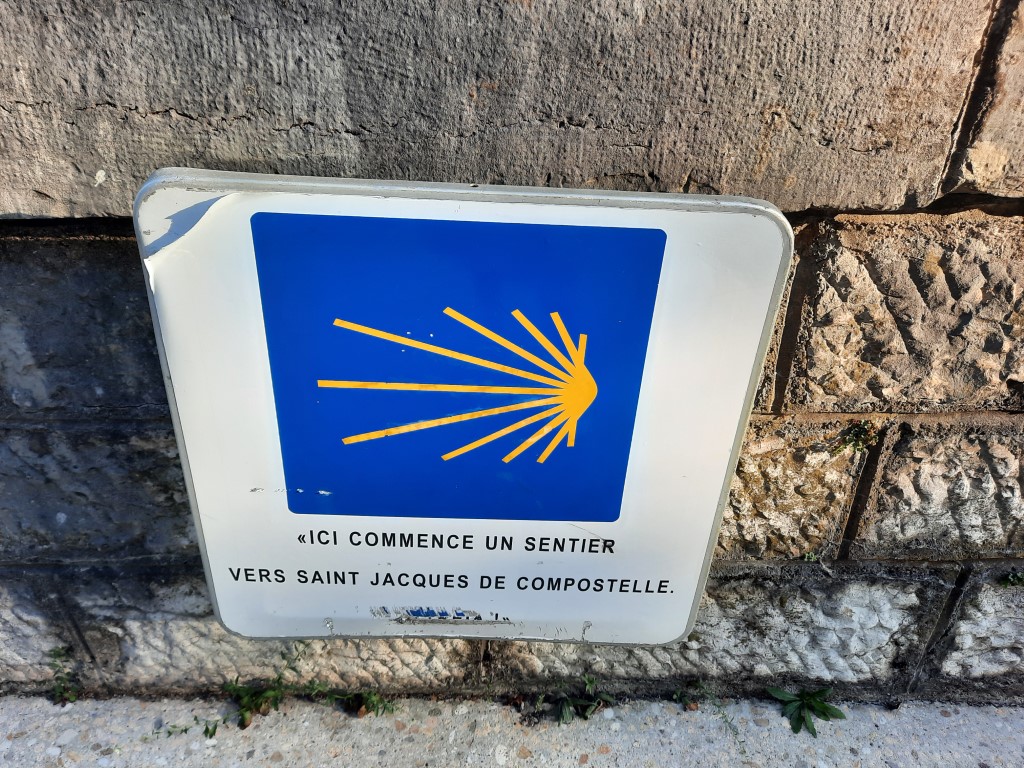 «ICI COMMENCE UN SENTIER
VERS SAINT JACQUES DE COMPOSTELLE.